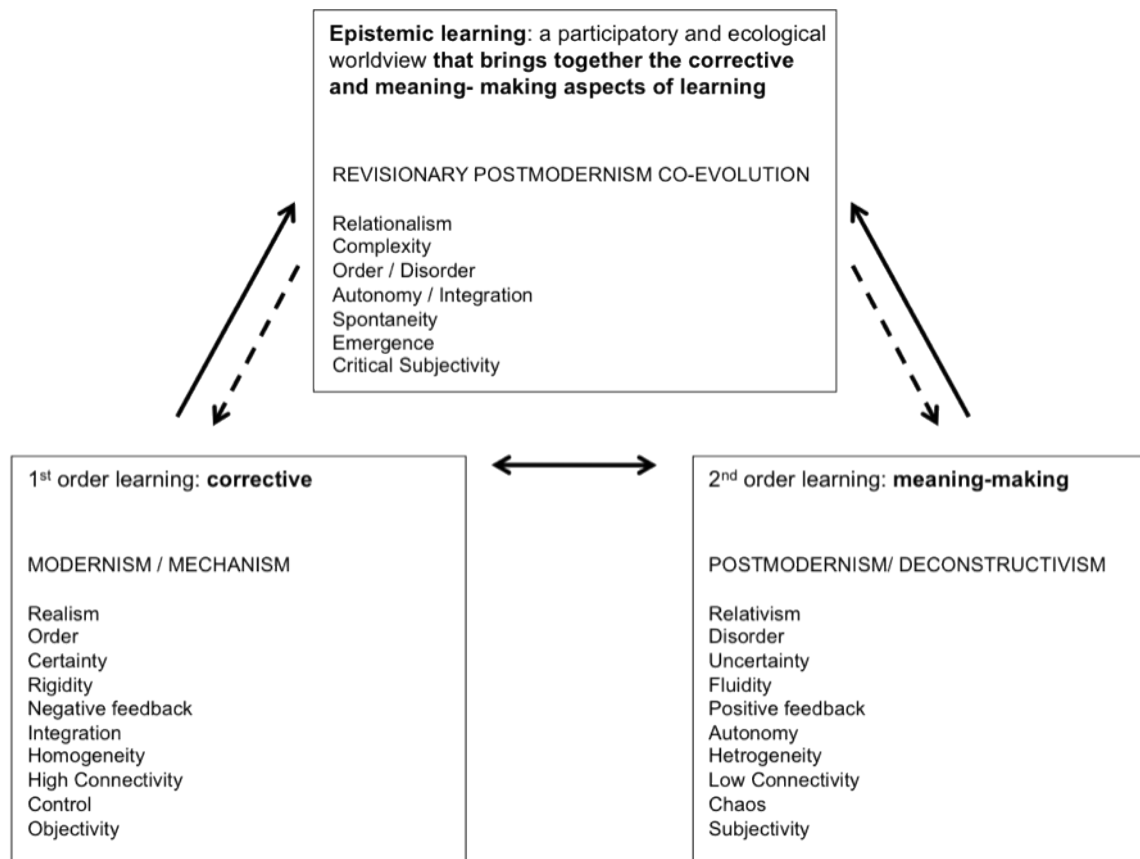 Epistemic learning: a participatory and ecological
worldview that brings together the corrective
and meaning- making aspects of learning
REVISIONARY POSTMODERNISM CO-EVOLUTION
Relationalism
Complexity
Order / Disorder
Autonomy / Integration
Spontaneity
Emergence
Critical Subjectivity
1st order learning: corrective
MODERNISM / MECHANISM
Realism
Order
Certainty
Rigidity
Negative feedback
Integration
Homogeneity
High Connectivity
Control
Objectivity
2nd order learning: meaning-making
POSTMODERNISM/ DECONSTRUCTIVISM
Relativism
Disorder
Uncertainty
Fluidity
Positive feedback
Autonomy
Hetrogeneity
Low Connectivity
Chaos
Subjectivity